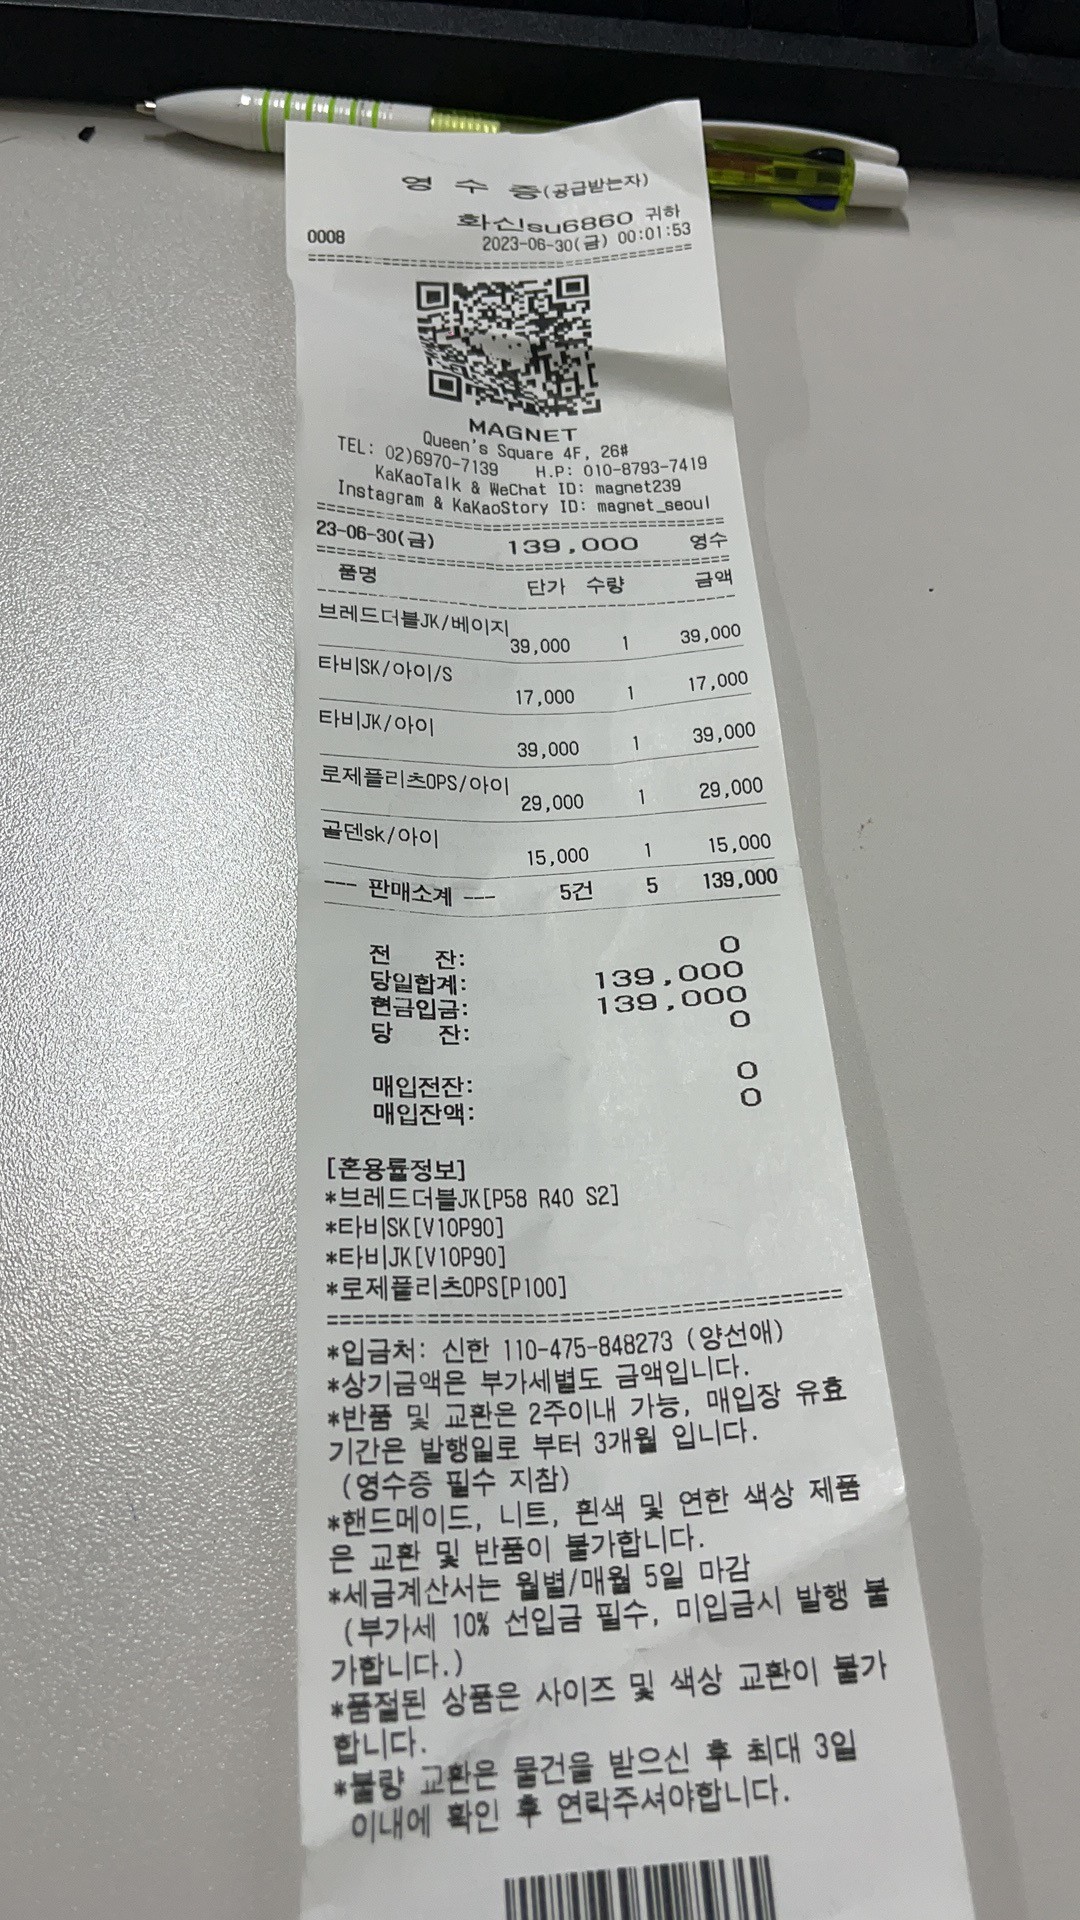 영 수 증(공급받는자)
화신su6860 귀하
0008 2023-06-30(금) 00:01:53
MAGNET
Queen's Square 4F, 26#
TEL: 02)6970-7139 H.P: 010-8793-7419
KaKaoTalk & WeChat ID: magnet239
Instagram & KaKaoStory ID: magnet_seoul
23-06-30(금) 139,000 영수
품명 단가 수량 금액
브레드더블JK/베이지
39,000 1 39,000
타비SK/아이/S
17,000 1 17,000
타비JK/아이
39,000 1 39,000
로제플리츠OPS/아이
29,000 1 29,000
골덴sk/아이
15,000 1 15,000
--- 판매소계 --- 5건 5 139,000
전 잔: 0
당일합계: 139,000
현금입금: 139,000
당 잔: 0
매입전잔: 0
매입잔액: 0
[혼용률정보]
*브레드더블JK[P58 R40 S2]
*타비SK[V10P90]
*타비JK[V10P90]
*로제플리츠OPS[P100]
*입금처: 신한 110-475-848273 (양선애)
*상기금액은 부가세별도 금액입니다.
*반품 및 교환은 2주이내 가능, 매입장 유효
기간은 발행일로 부터 3개월 입니다.
(영수증 필수 지참)
*핸드메이드, 니트, 흰색 및 연한 색상 제품
은 교환 및 반품이 불가합니다.
*세금계산서는 월별/매월 5일 마감
(부가세 10% 선입금 필수, 미입금시 발행 불
가합니다.)
*품절된 상품은 사이즈 및 색상 교환이 불가
합니다.
*불량 교환은 물건을 받으신 후 최대 3일
이내에 확인 후 연락주셔야합니다.